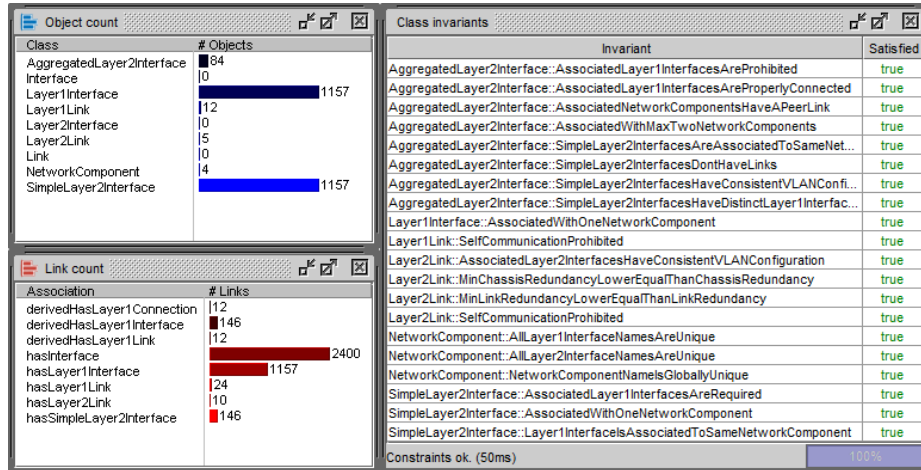 Object count
Class # Objects
AggregatedLayer2Interface 84
Interface 0
Layer1Interface 1157
Layer1Link 12
Layer2Interface 0
Layer2Link 5
Link 0
NetworkComponent 4
SimpleLayer2Interface 1157
Link count
Association # Links
derivedHasLayer1Connection 12
derivedHasLayer1Interface 146
derivedHasLayer1Link 12
hasInterface 2400
hasLayer1Interface 1157
hasLayer1Link 24
hasLayer2Link 10
hasSimpleLayer2Interface 146
Class invariants
Invariant Satisfied
AggregatedLayer2Interface::AssociatedLayer1InterfacesAreProhibited true
AggregatedLayer2Interface::AssociatedLayer1InterfacesAreProperlyConnected true
AggregatedLayer2Interface::AssociatedNetworkComponentsHaveAPeerLink true
AggregatedLayer2Interface::AssociatedWithMaxTwoNetworkComponents true
AggregatedLayer2Interface::SimpleLayer2InterfacesAreAssociatedToSameNet... true
AggregatedLayer2Interface::SimpleLayer2InterfacesDontHaveLinks true
AggregatedLayer2Interface::SimpleLayer2InterfacesHaveConsistentVLANConfi... true
AggregatedLayer2Interface::SimpleLayer2InterfacesHaveDistinctLayer1Interfac... true
Layer1Interface::AssociatedWithOneNetworkComponent true
Layer1Link::SelfCommunicationProhibited true
Layer2Link::AssociatedLayer2InterfacesHaveConsistentVLANConfiguration true
Layer2Link::MinChassisRedundancyLowerEqualThanChassisRedundancy true
Layer2Link::MinLinkRedundancyLowerEqualThanLinkRedundancy true
Layer2Link::SelfCommunicationProhibited true
NetworkComponent::AllLayer1InterfaceNamesAreUnique true
NetworkComponent::AllLayer2InterfaceNamesAreUnique true
NetworkComponent::NetworkComponentNameIsGloballyUnique true
SimpleLayer2Interface::AssociatedLayer1InterfacesAreRequired true
SimpleLayer2Interface::AssociatedWithOneNetworkComponent true
SimpleLayer2Interface::Layer1InterfaceIsAssociatedToSameNetworkComponent true
Constraints ok. (50ms) 100%